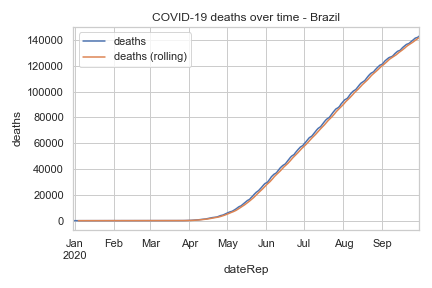 COVID-19 deaths over time - Brazil
deaths
deaths (rolling)
140000
120000
100000
80000
60000
40000
20000
0
deaths
Jan Feb Mar Apr May Jun Jul Aug Sep
2020
dateRep